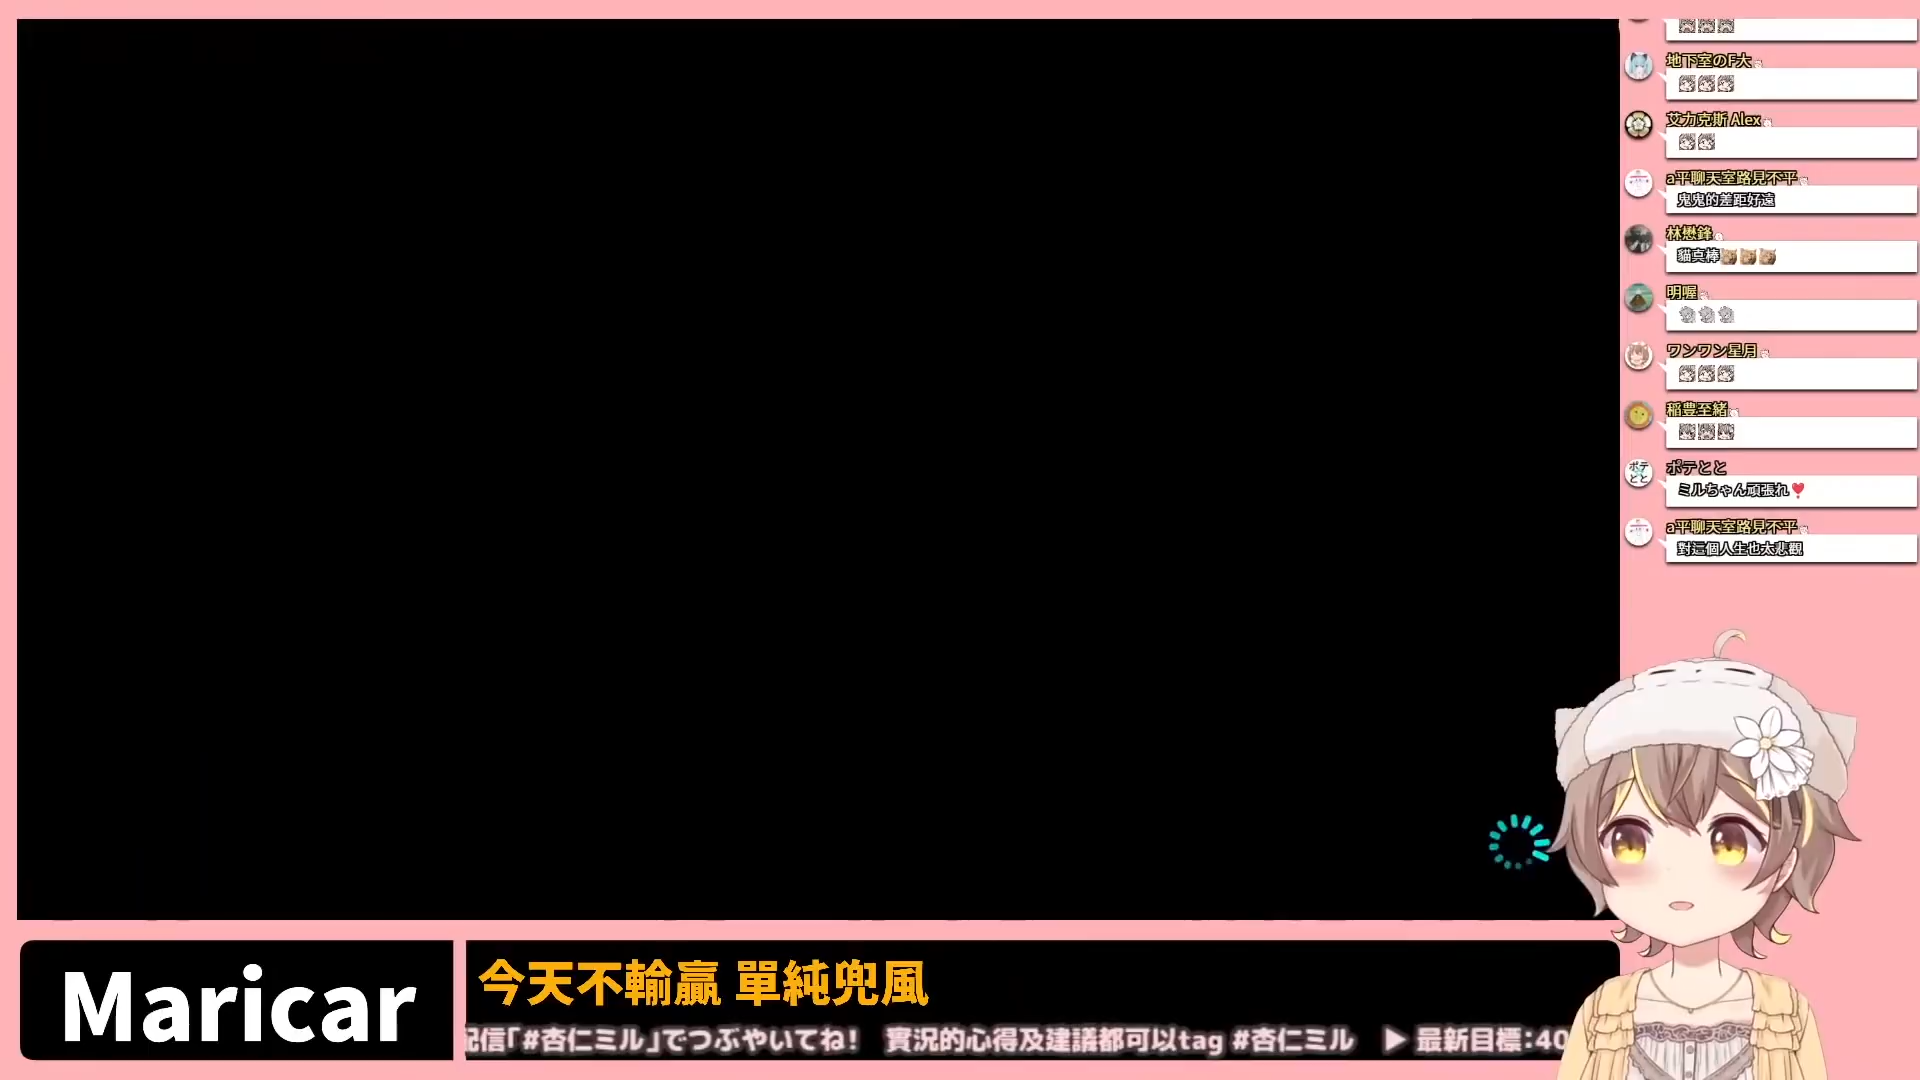 地下室のF大
艾力克斯 Alex
a平聊天室路見不平
鬼鬼的差距好遠
林懋鋒
貓真棒
明喔
ワンワン星月
稲豊至緒
ポテとと
ポテとと
ミルちゃん頑張れ❣️
a平聊天室路見不平
對這個人生也太悲觀
Maricar
今天不輸贏 單純兜風
配信「#杏仁ミル」でつぶやいてね! 實況的心得及建議都可以tag #杏仁ミル ▶ 最新目標:40